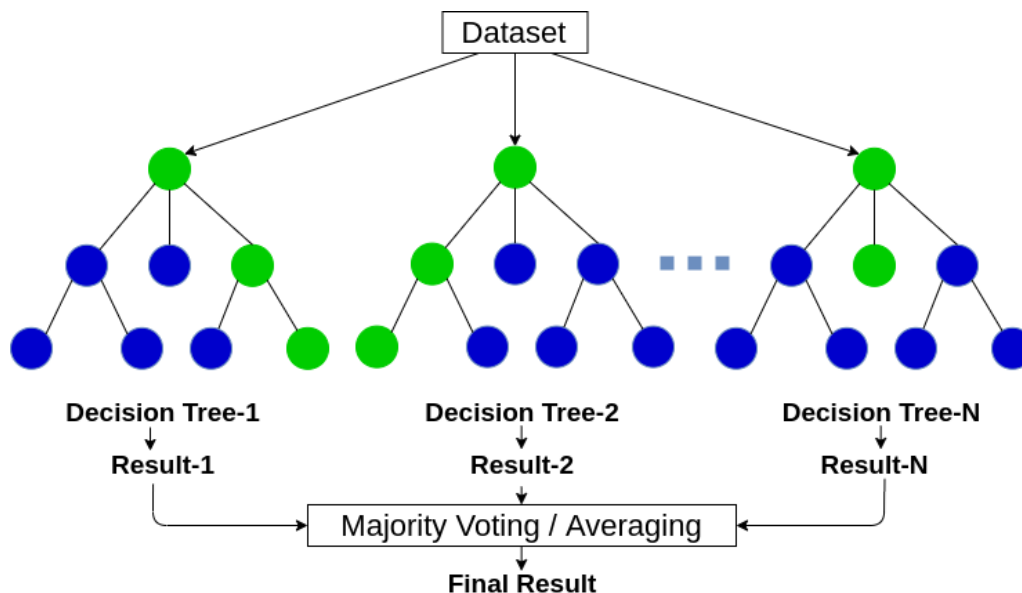 Dataset
Decision Tree-1
Decision Tree-2
Decision Tree-N
Result-1
Result-2
Result-N
Majority Voting / Averaging
Final Result